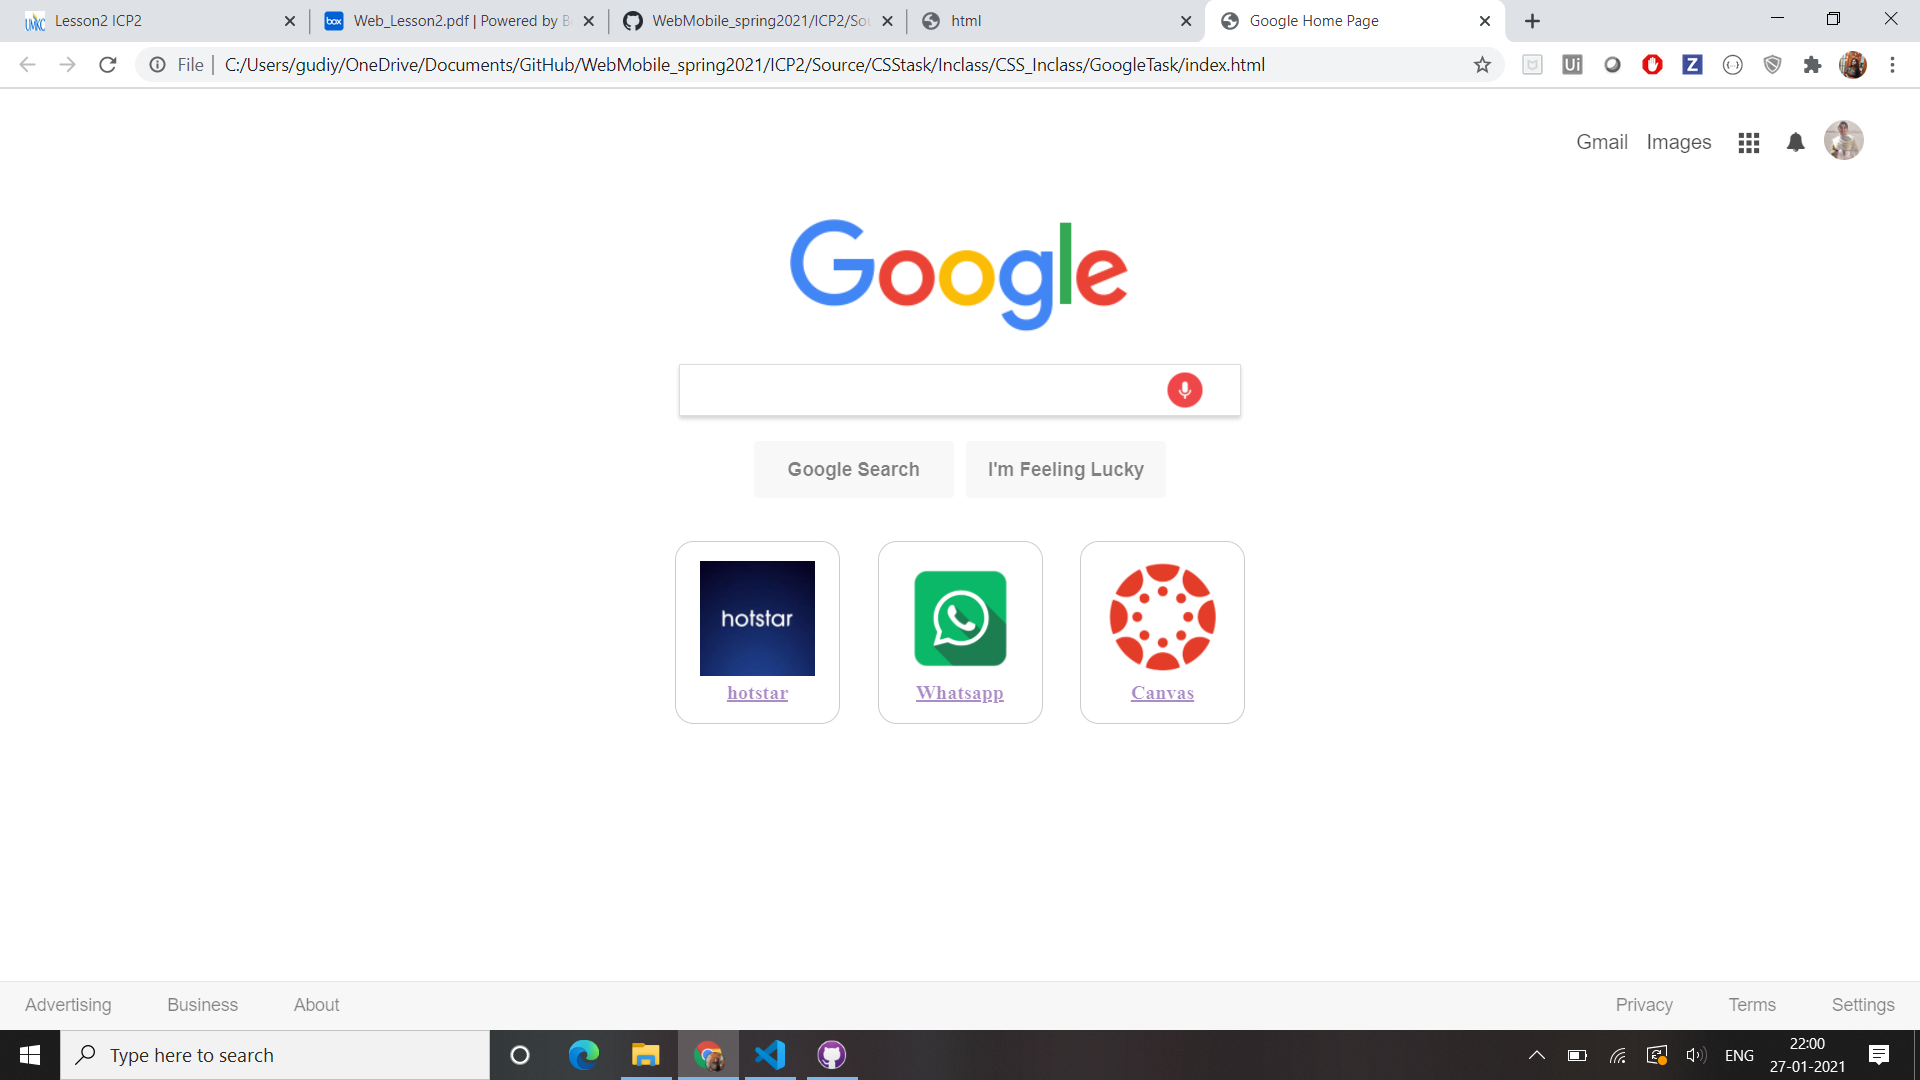 Lesson2 ICP2
Web_Lesson2.pdf | Powered by B
WebMobile_spring2021/ICP2/Sou
html
Google Home Page
File | C:/Users/gudiy/OneDrive/Documents/GitHub/WebMobile_spring2021/ICP2/Source/CSStask/Inclass/CSS_Inclass/GoogleTask/index.html
Gmail Images
Google
Google Search I'm Feeling Lucky
hotstar
hotstar Whatsapp Canvas
Advertising Business About Privacy Terms Settings
Type here to search
ENG
22:00
27-01-2021